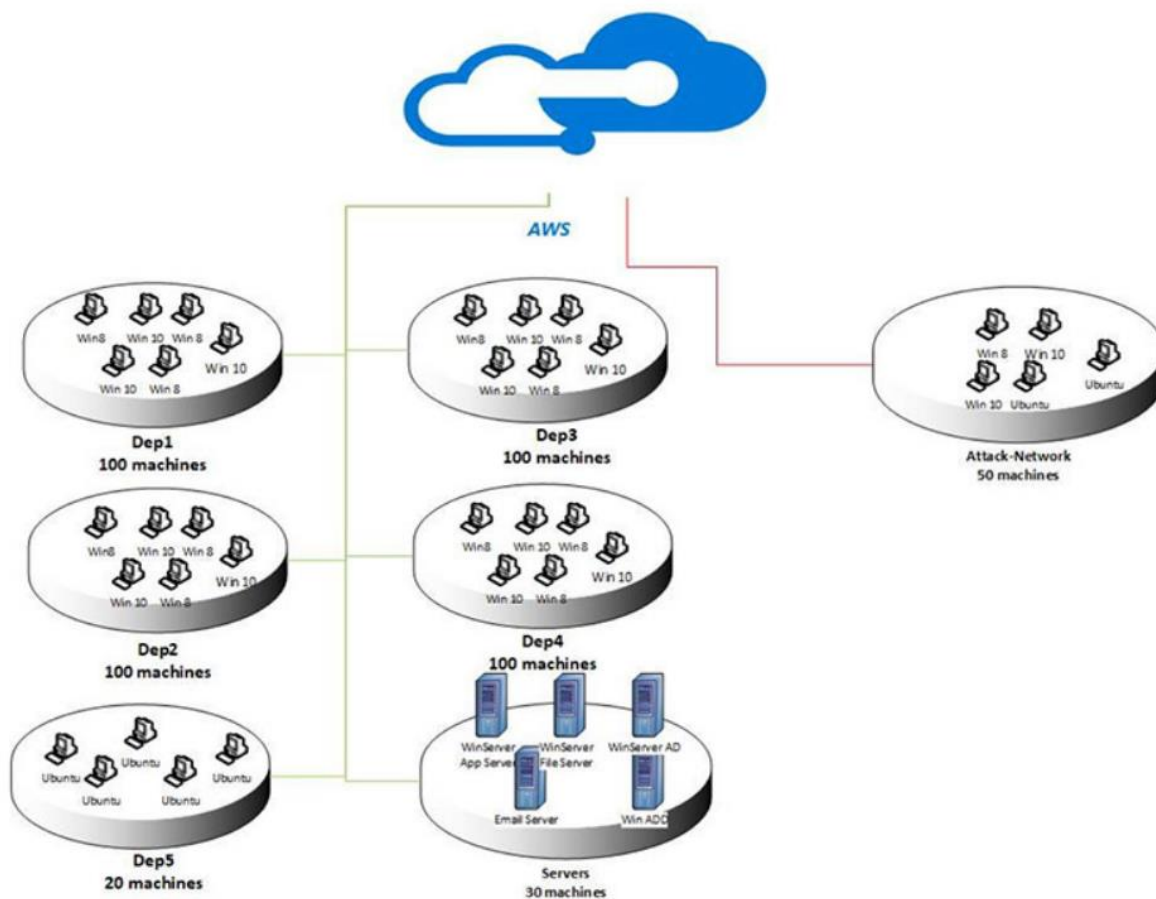 AWS
Win8
Win 10
Win 8
Win 10
Win 10
Win 8
Dep1
100 machines
Win8
Win 10
Win 8
Win 10
Win 10
Win 8
Dep3
100 machines
Win 8
Win 10
Ubuntu
Win 10
Ubuntu
Attack-Network
50 machines
Win8
Win 10
Win 8
Win 10
Win 10
Win 8
Dep2
100 machines
Win8
Win 10
Win 8
Win 10
Win 10
Win 8
Dep4
100 machines
Ubuntu
Ubuntu
Ubuntu
Ubuntu
Ubuntu
Dep5
20 machines
WinServer
App Server
WinServer
File Server
WinServer AD
Email Server
Win ADD
Servers
30 machines